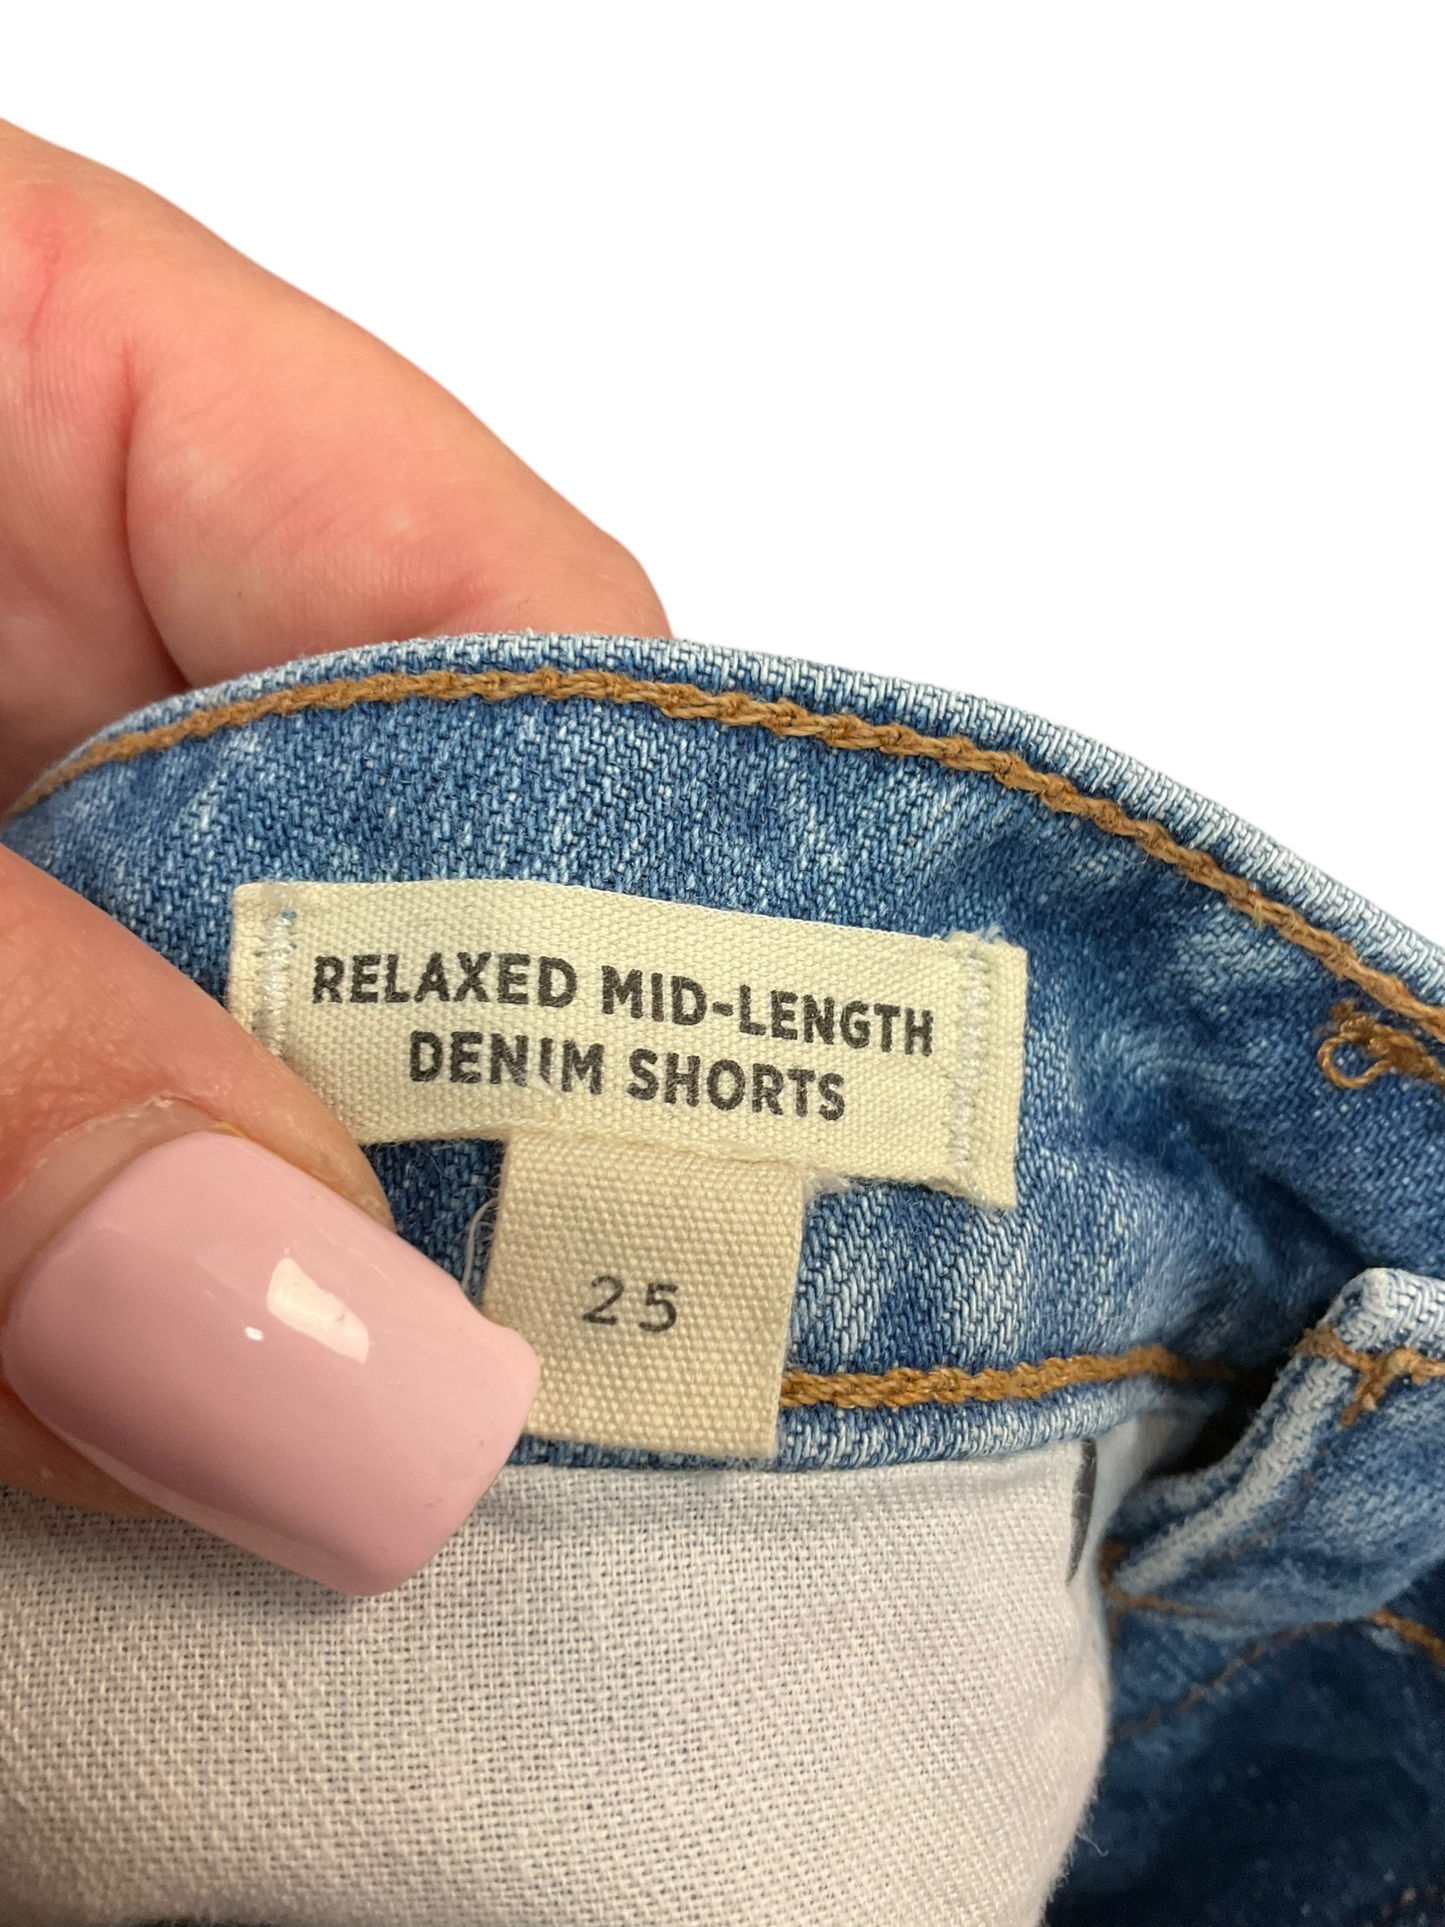 RELAXED MID-LENGTH
DENIM SHORTS
25